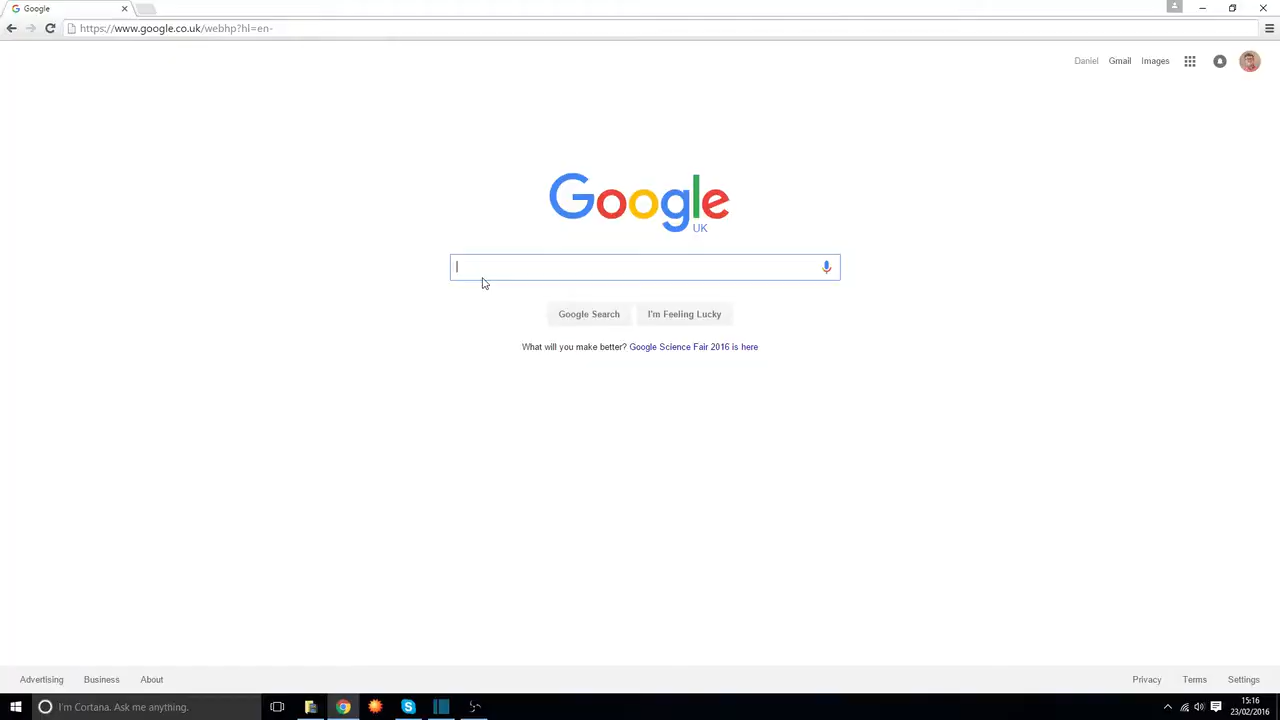 Google
https://www.google.co.uk/webhp?hl=en-
Daniel Gmail Images
Google
UK
Google Search I'm Feeling Lucky
What will you make better? Google Science Fair 2016 is here
Advertising Business About Privacy Terms Settings
I'm Cortana. Ask me anything.
15:16
23/02/2016